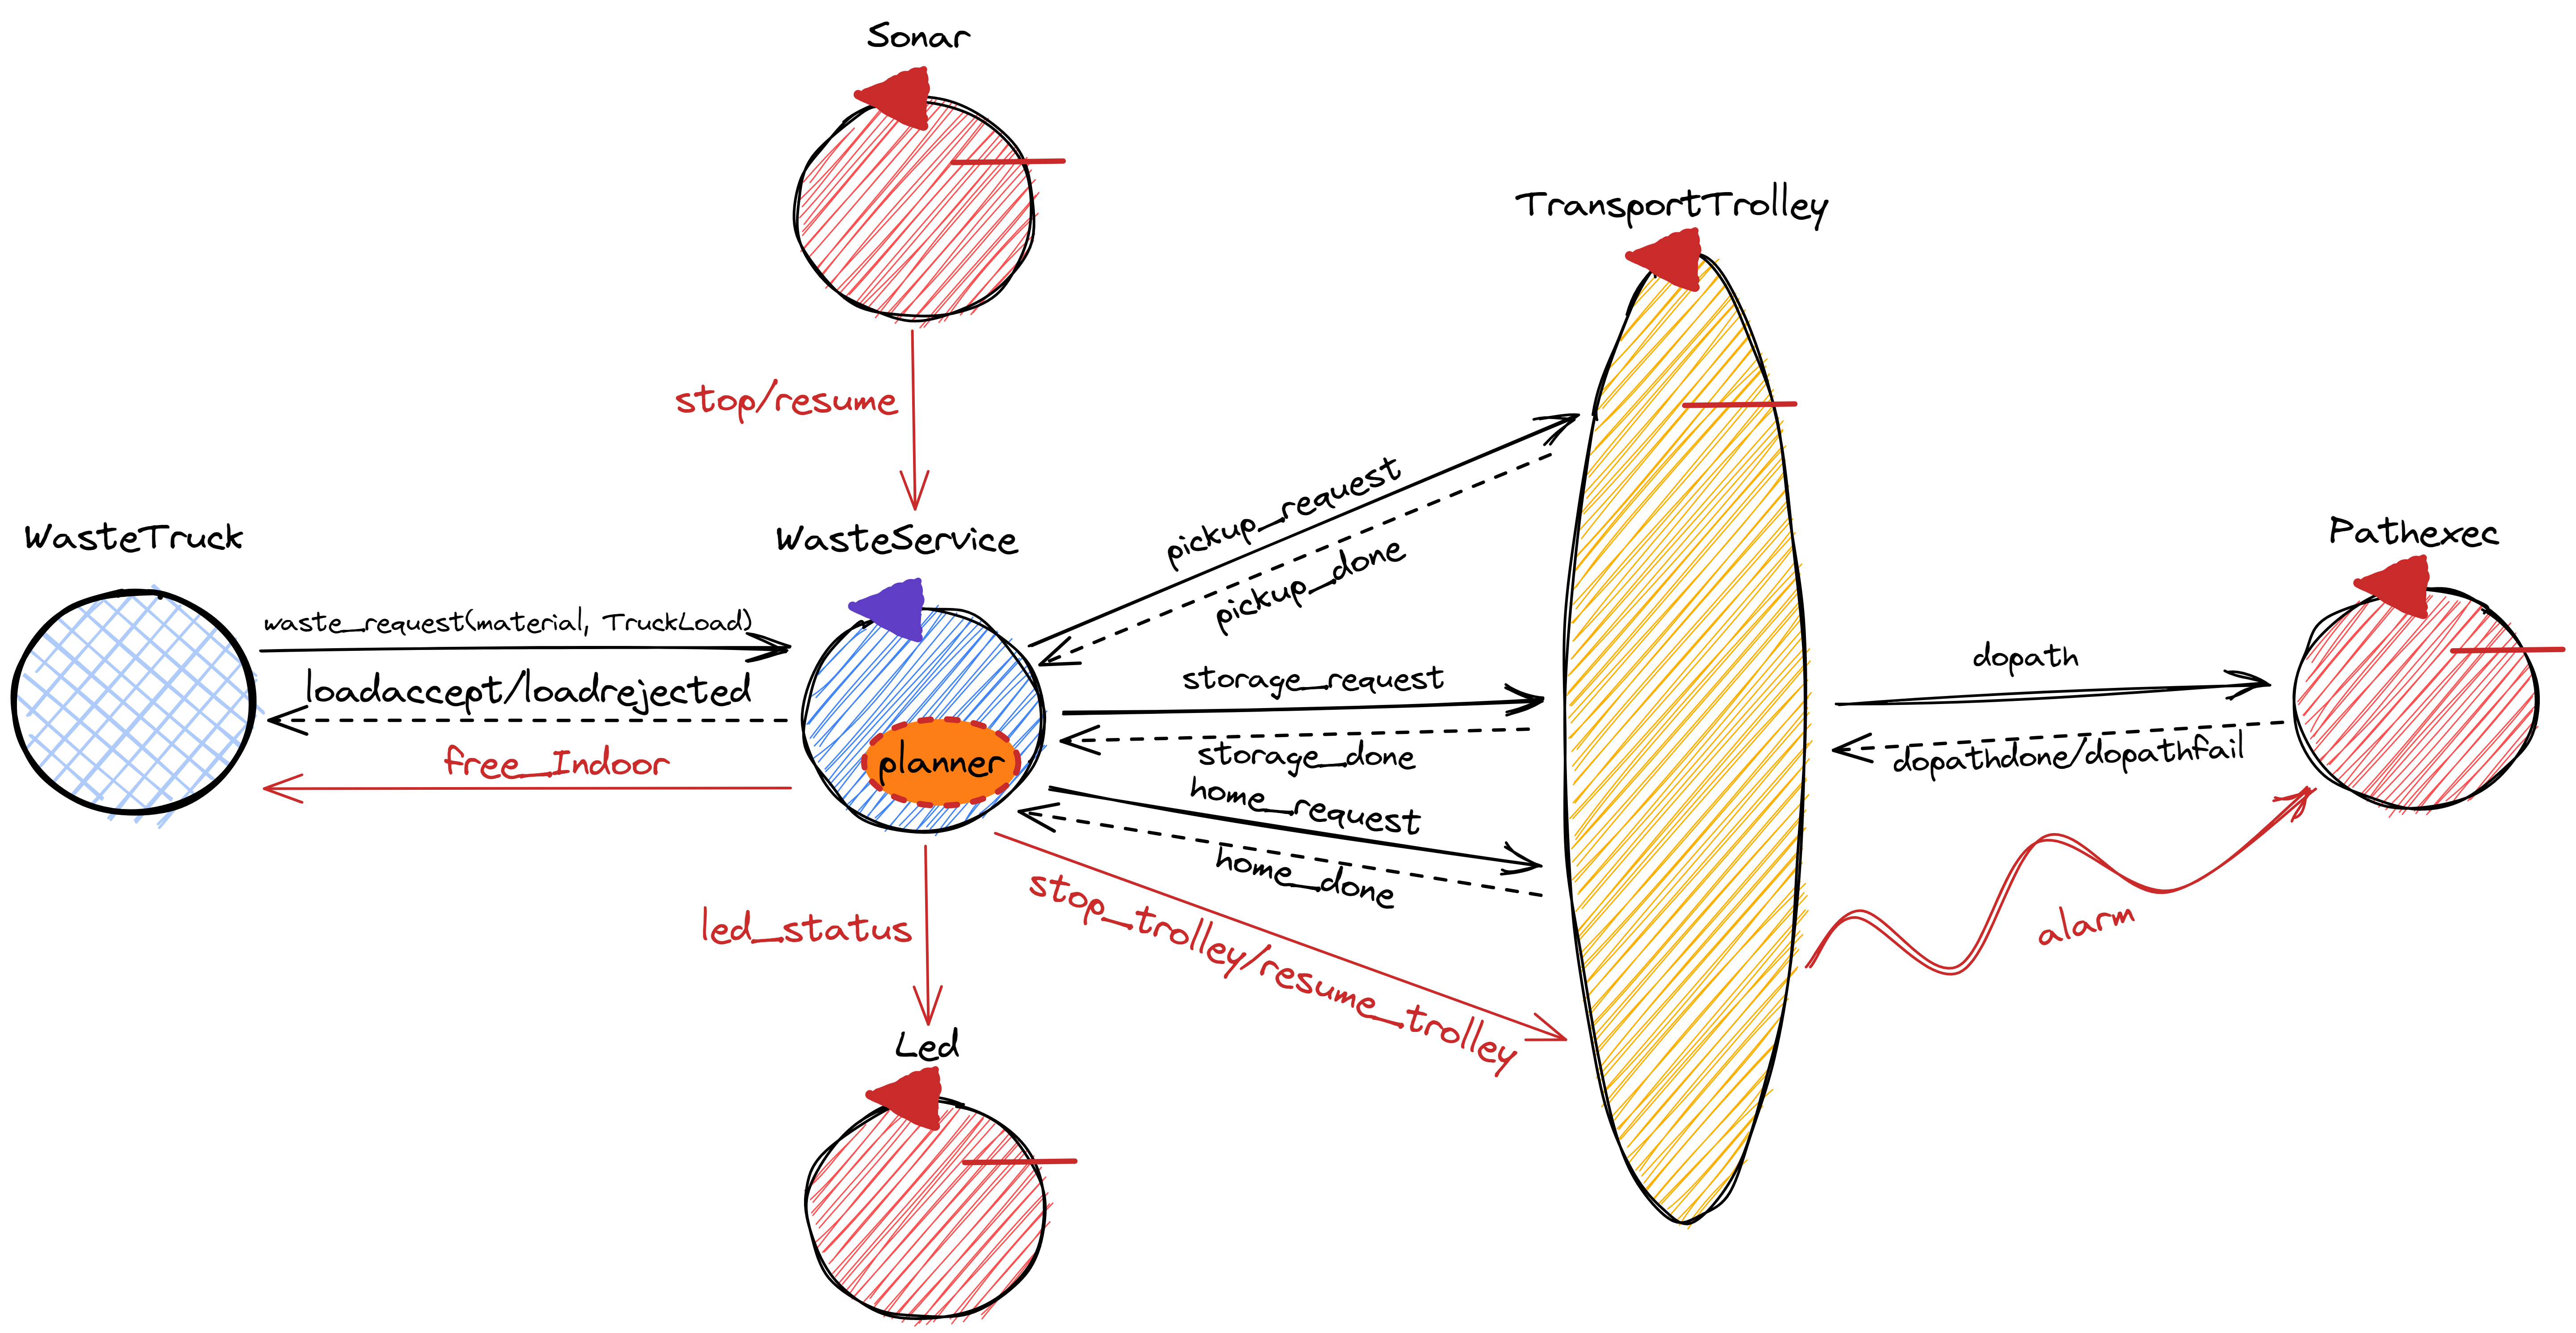 Sonar
stop/resume
TransportTrolley
WasteTruck
WasteService
Pathexec
waste_request(material, TruckLoad)
loadaccept/loadrejected
free_Indoor
planner
pickup_request
pickup_done
storage_request
storage_done
home_request
home_done
stop_trolley/resume_trolley
dopath
dopathdone/dopathfail
alarm
led_status
Led